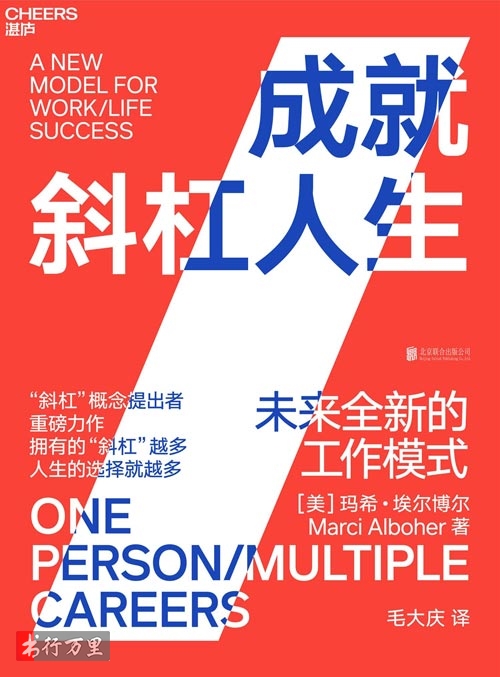 CHEERS
湛庐
A NEW
MODEL FOR
WORK/LIFE
SUCCESS
成就
斜杠人生
北京联合出版公司
“斜杠”概念提出者
重磅力作
拥有的“斜杠”越多
人生的选择就越多
未来全新的
工作模式
[美]玛希·埃尔博尔
Marci Alboher 著
ONE
PERSON/MULTIPLE
CAREERS
毛大庆 译
书行万里